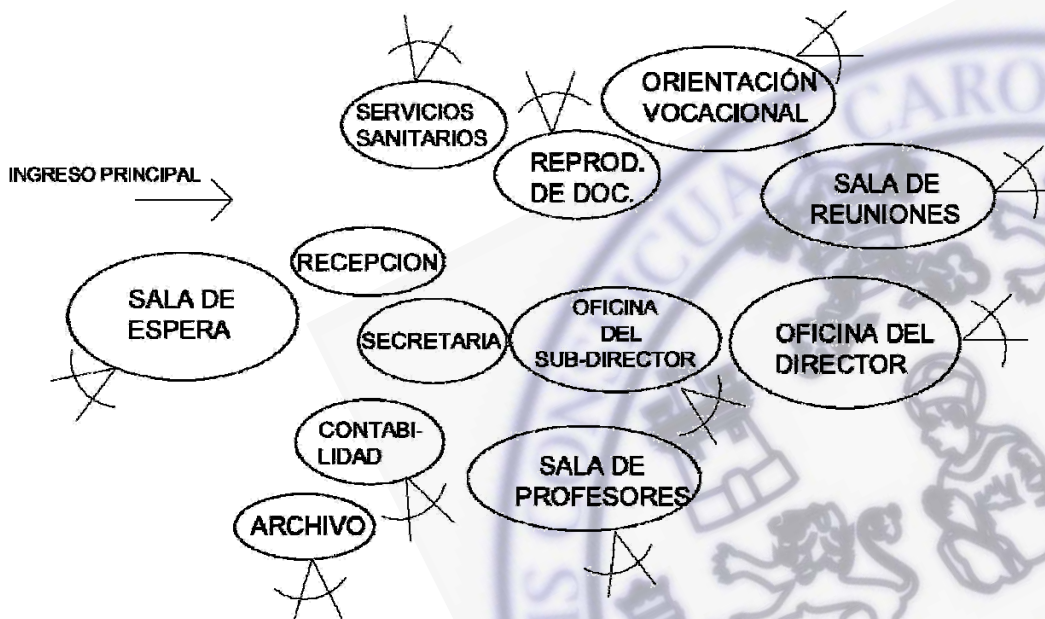 SERVICIOS
SANITARIOS
REPROD.
DE DOC.
ORIENTACIÓN
VOCACIONAL
INGRESO PRINCIPAL
SALA DE
REUNIONES
RECEPCION
SALA DE
ESPERA
SECRETARIA
OFICINA
DEL
SUB-DIRECTOR
OFICINA DEL
DIRECTOR
CONTABI-
LIDAD
SALA DE
PROFESORES
ARCHIVO